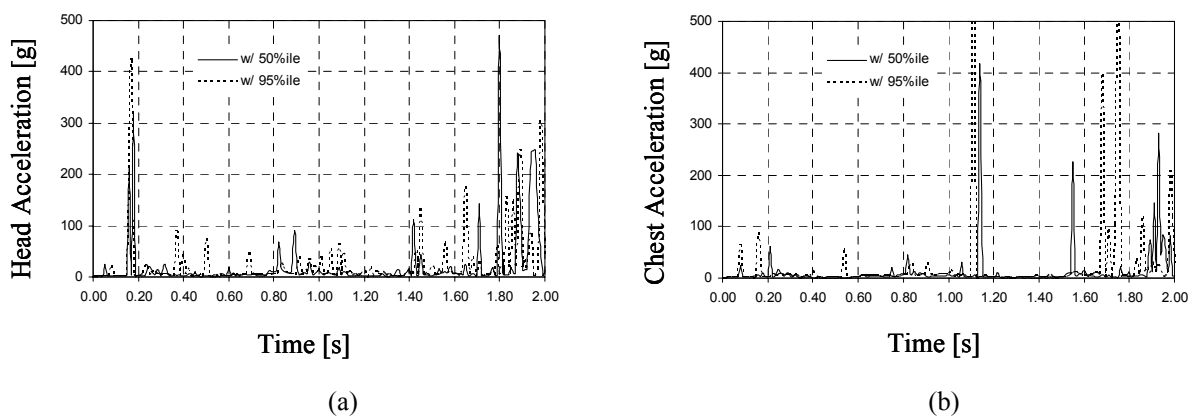 500
400
300
200
100
0
Head Acceleration [g]
w/ 50%ile
w/ 95%ile
0.00 0.20 0.40 0.60 0.80 1.00 1.20 1.40 1.60 1.80 2.00
Time [s]
(a)
500
400
300
200
100
0
Chest Acceleration [g]
w/ 50%ile
w/ 95%ile
0.00 0.20 0.40 0.60 0.80 1.00 1.20 1.40 1.60 1.80 2.00
Time [s]
(b)